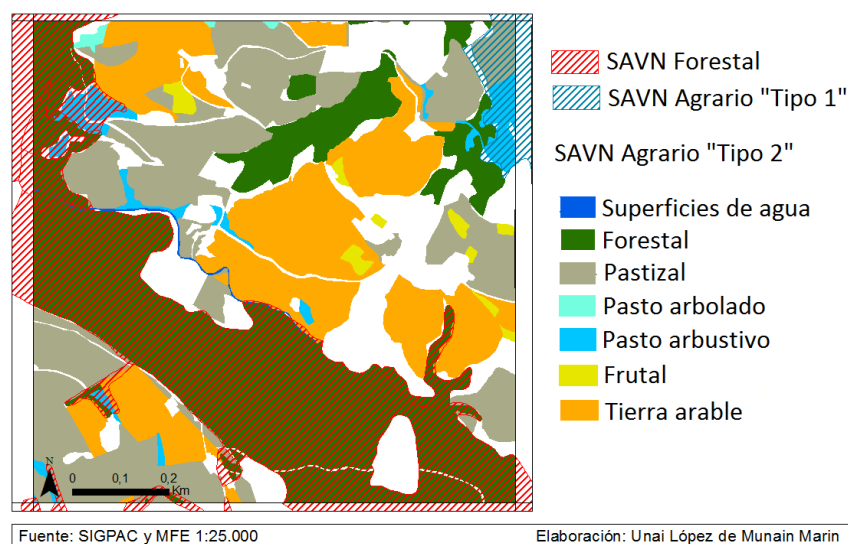 SAVN Forestal
SAVN Agrario "Tipo 1"
SAVN Agrario "Tipo 2"
Superficies de agua
Forestal
Pastizal
Pasto arbolado
Pasto arbustivo
Frutal
Tierra arable
N
0 0,1 0,2
Km
Fuente: SIGPAC y MFE 1:25.000 Elaboración: Unai López de Munain Marin